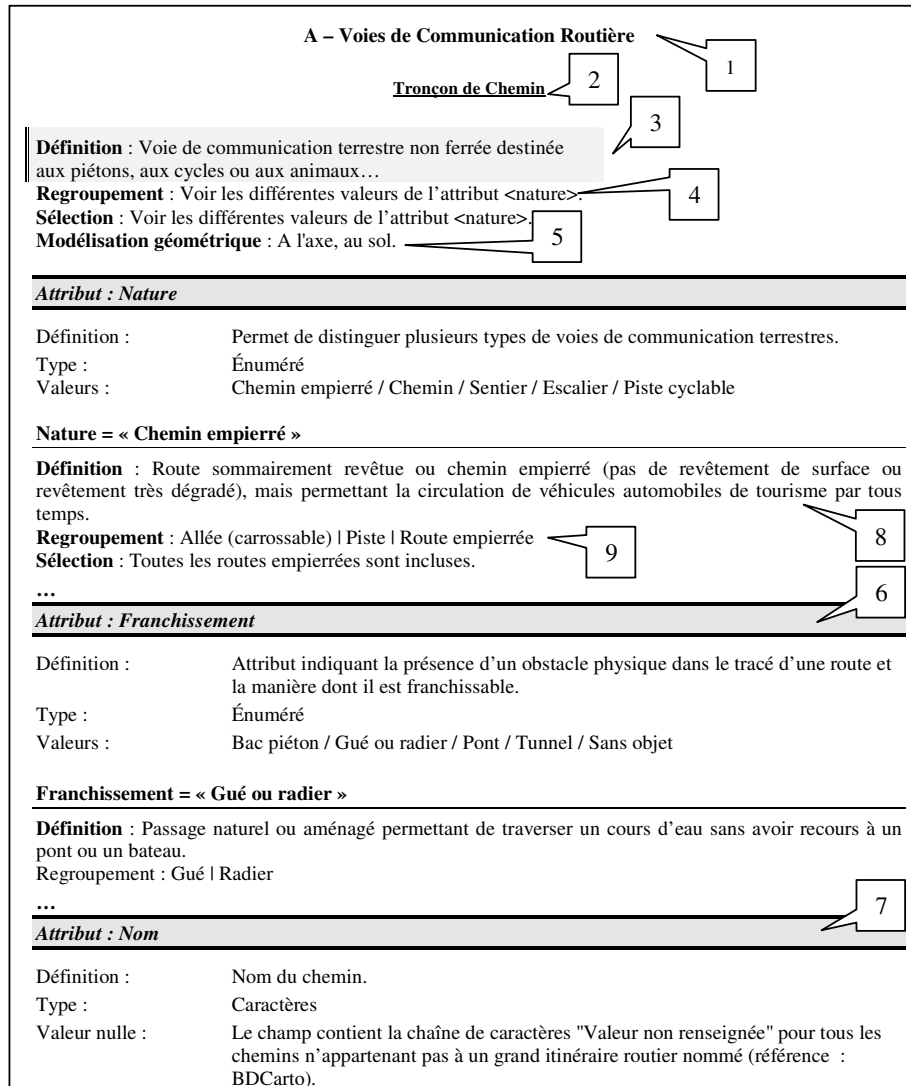 A – Voies de Communication Routière
1
Tronçon de Chemin
2
3
Définition : Voie de communication terrestre non ferrée destinée
aux piétons, aux cycles ou aux animaux…
Regroupement : Voir les différentes valeurs de l’attribut <nature>.
4
Sélection : Voir les différentes valeurs de l’attribut <nature>.
Modélisation géométrique : A l'axe, au sol.
5
Attribut : Nature
Définition : Permet de distinguer plusieurs types de voies de communication terrestres.
Type : Énuméré
Valeurs : Chemin empierré / Chemin / Sentier / Escalier / Piste cyclable
Nature = « Chemin empierré »
Définition : Route sommairement revêtue ou chemin empierré (pas de revêtement de surface ou
revêtement très dégradé), mais permettant la circulation de véhicules automobiles de tourisme par tous
temps.
8
Regroupement : Allée (carrossable) | Piste | Route empierrée
9
Sélection : Toutes les routes empierrées sont incluses.
…
6
Attribut : Franchissement
Définition : Attribut indiquant la présence d’un obstacle physique dans le tracé d’une route et
la manière dont il est franchissable.
Type : Énuméré
Valeurs : Bac piéton / Gué ou radier / Pont / Tunnel / Sans objet
Franchissement = « Gué ou radier »
Définition : Passage naturel ou aménagé permettant de traverser un cours d’eau sans avoir recours à un
pont ou un bateau.
Regroupement : Gué | Radier
…
7
Attribut : Nom
Définition : Nom du chemin.
Type : Caractères
Valeur nulle : Le champ contient la chaîne de caractères "Valeur non renseignée" pour tous les
chemins n’appartenant pas à un grand itinéraire routier nommé (référence :
BDCarto).